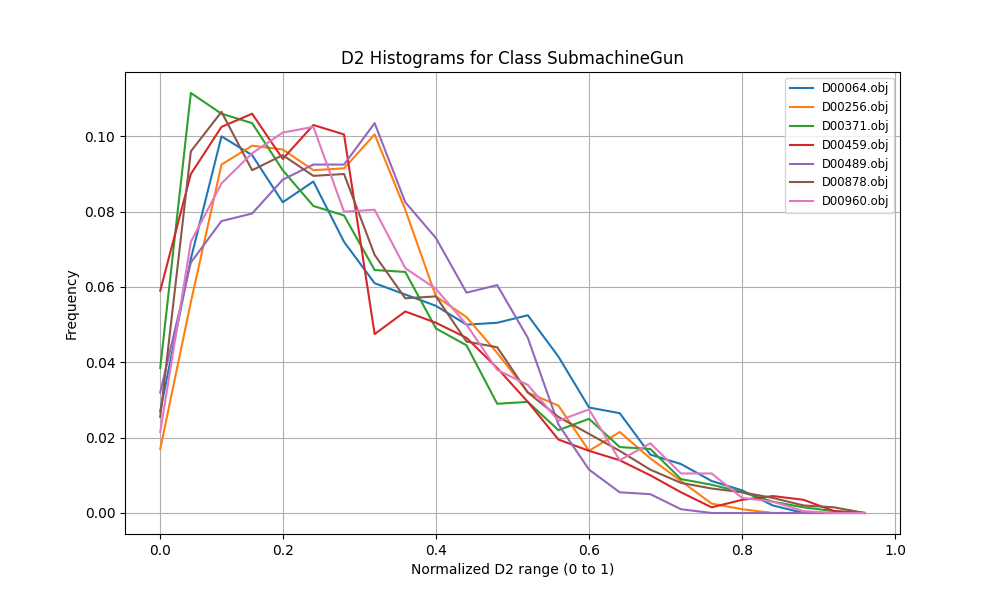 D2 Histograms for Class SubmachineGun
D00064.obj
D00256.obj
D00371.obj
D00459.obj
D00489.obj
D00878.obj
D00960.obj
Frequency
0.10
0.08
0.06
0.04
0.02
0.00
0.0 0.2 0.4 0.6 0.8 1.0
Normalized D2 range (0 to 1)